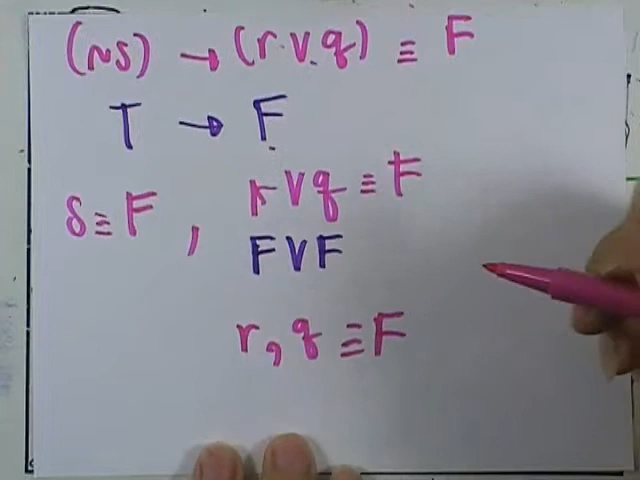 (~s) → (r ∨ q) ≡ F
T → F
s ≡ F , r ∨ q ≡ F
F ∨ F
r, q ≡ F